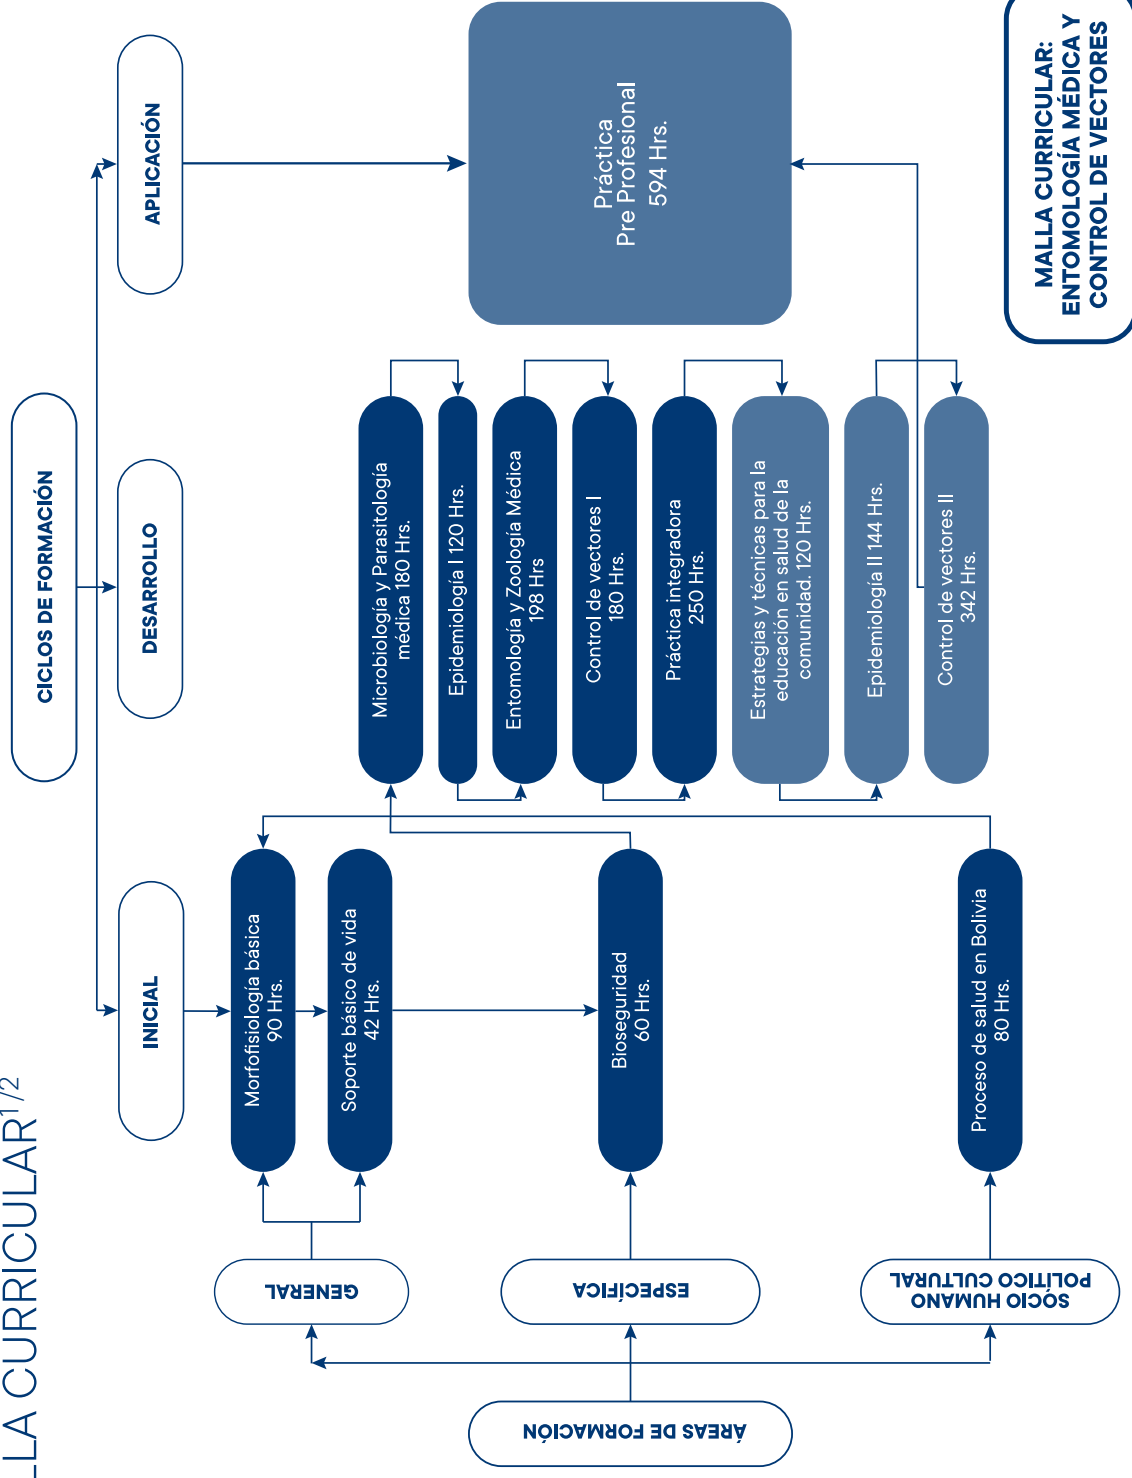 LLA CURRICULAR1/2
CICLOS DE FORMACIÓN
INICIAL
DESARROLLO
APLICACIÓN
ÁREAS DE FORMACIÓN
GENERAL
ESPECÍFICA
SOCIO HUMANO
POLÍTICO CULTURAL
Morfofisiología básica
90 Hrs.
Soporte básico de vida
42 Hrs.
Bioseguridad
60 Hrs.
Proceso de salud en Bolivia
80 Hrs.
Microbiología y Parasitología
médica 180 Hrs.
Epidemiología I 120 Hrs.
Entomología y Zoología Médica
198 Hrs
Control de vectores I
180 Hrs.
Práctica integradora
250 Hrs.
Estrategias y técnicas para la
educación en salud de la
comunidad. 120 Hrs.
Epidemiología II 144 Hrs.
Control de vectores II
342 Hrs.
Práctica
Pre Profesional
594 Hrs.
MALLA CURRICULAR:
ENTOMOLOGÍA MÉDICA Y
CONTROL DE VECTORES